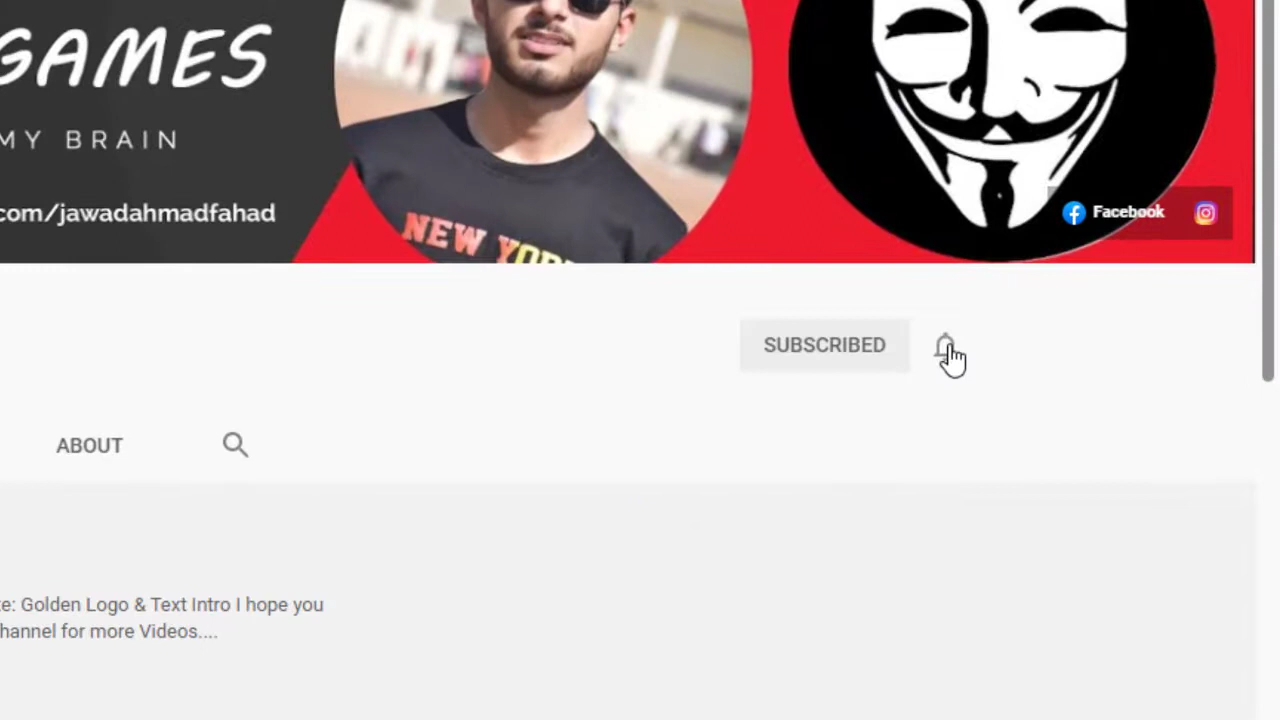 GAMES
MY BRAIN
com/jawadahmadfahad
NEW YOR
Facebook
SUBSCRIBED
ABOUT
te: Golden Logo & Text Intro I hope you
hannel for more Videos....